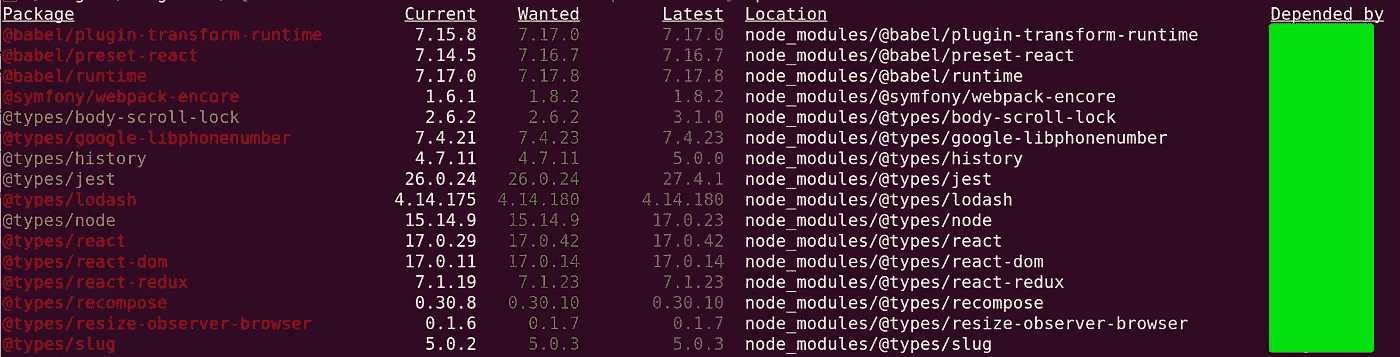 Package Current Wanted Latest Location Depended by
@babel/plugin-transform-runtime 7.15.8 7.17.0 7.17.0 node_modules/@babel/plugin-transform-runtime
@babel/preset-react 7.14.5 7.16.7 7.16.7 node_modules/@babel/preset-react
@babel/runtime 7.17.0 7.17.8 7.17.8 node_modules/@babel/runtime
@symfony/webpack-encore 1.6.1 1.8.2 1.8.2 node_modules/@symfony/webpack-encore
@types/body-scroll-lock 2.6.2 2.6.2 3.1.0 node_modules/@types/body-scroll-lock
@types/google-libphonenumber 7.4.21 7.4.23 7.4.23 node_modules/@types/google-libphonenumber
@types/history 4.7.11 4.7.11 5.0.0 node_modules/@types/history
@types/jest 26.0.24 26.0.24 27.4.1 node_modules/@types/jest
@types/lodash 4.14.175 4.14.180 4.14.180 node_modules/@types/lodash
@types/node 15.14.9 15.14.9 17.0.23 node_modules/@types/node
@types/react 17.0.29 17.0.42 17.0.42 node_modules/@types/react
@types/react-dom 17.0.11 17.0.14 17.0.14 node_modules/@types/react-dom
@types/react-redux 7.1.19 7.1.23 7.1.23 node_modules/@types/react-redux
@types/recompose 0.30.8 0.30.10 0.30.10 node_modules/@types/recompose
@types/resize-observer-browser 0.1.6 0.1.7 0.1.7 node_modules/@types/resize-observer-browser
@types/slug 5.0.2 5.0.3 5.0.3 node_modules/@types/slug